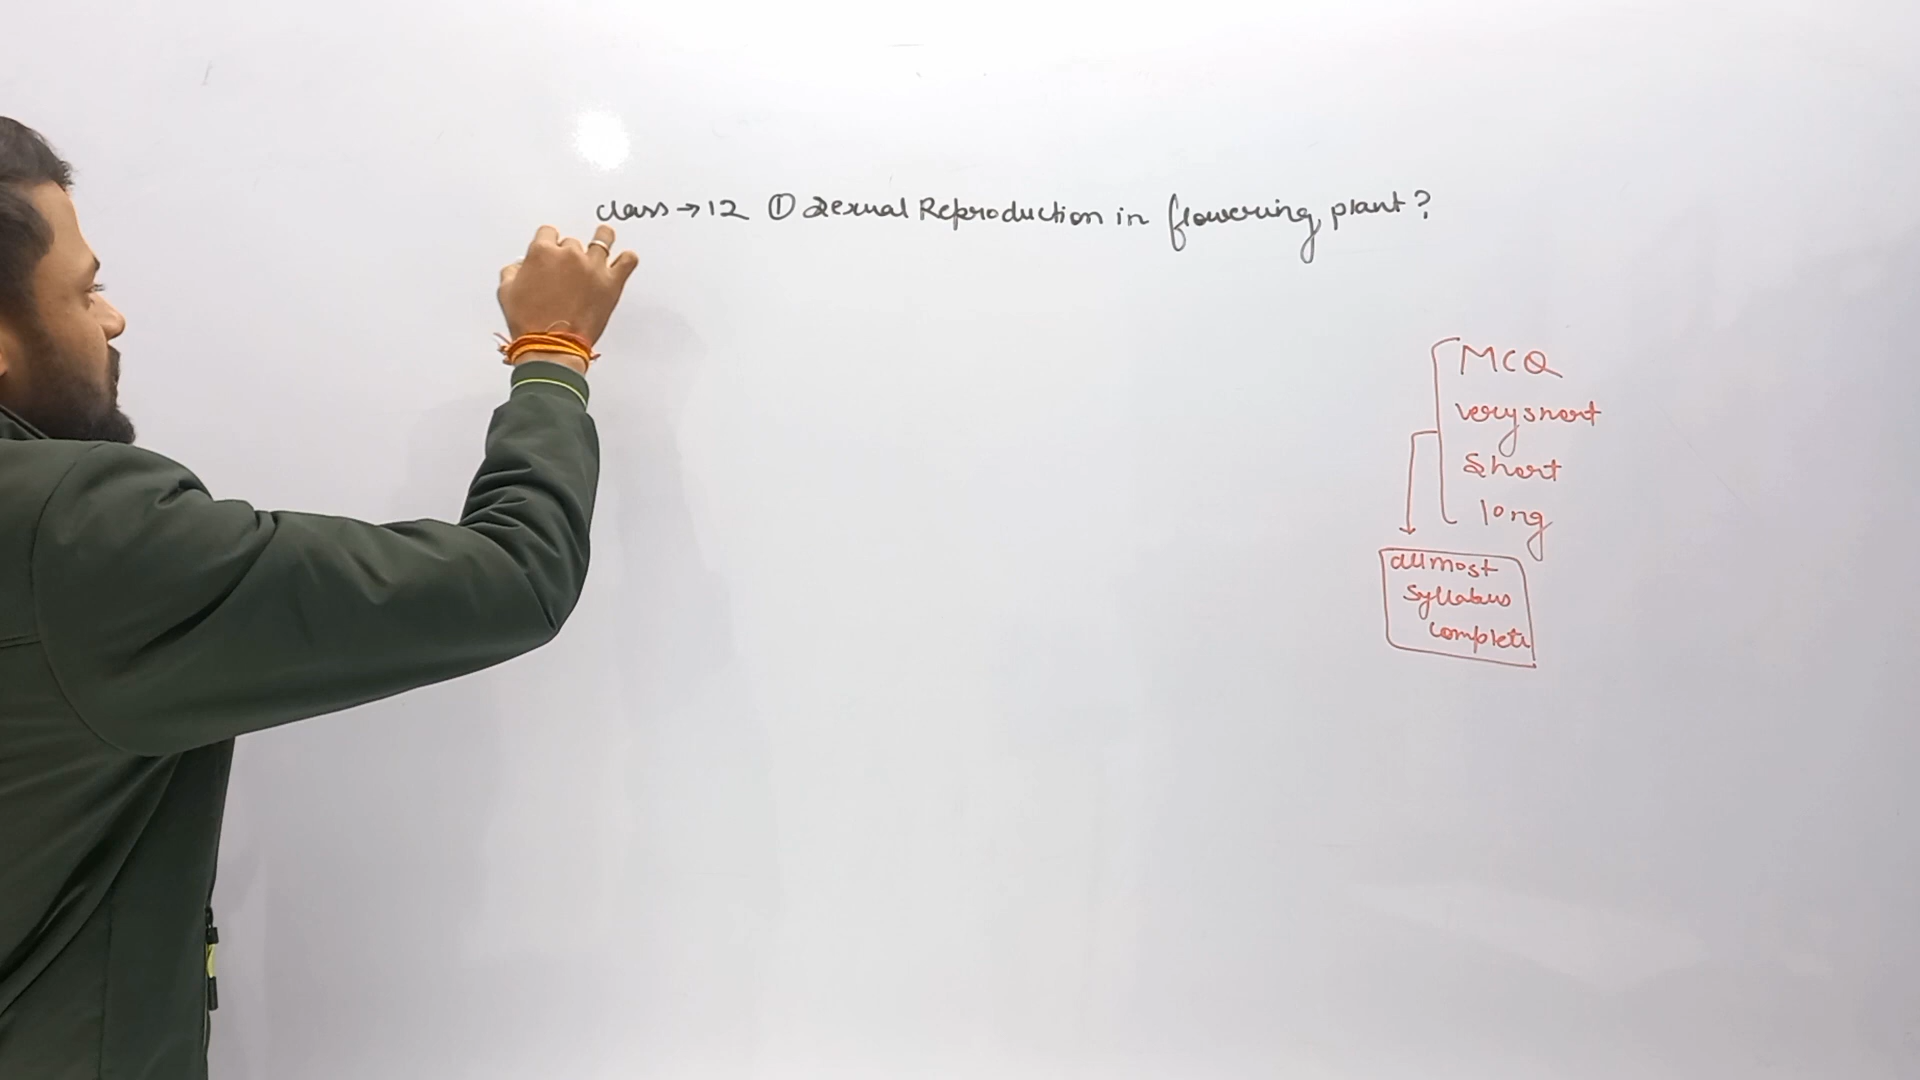 class → 12 ① Sexual Reproduction in flowering plant?
MCQ
very short
Short
long
allmost
syllabus
complete